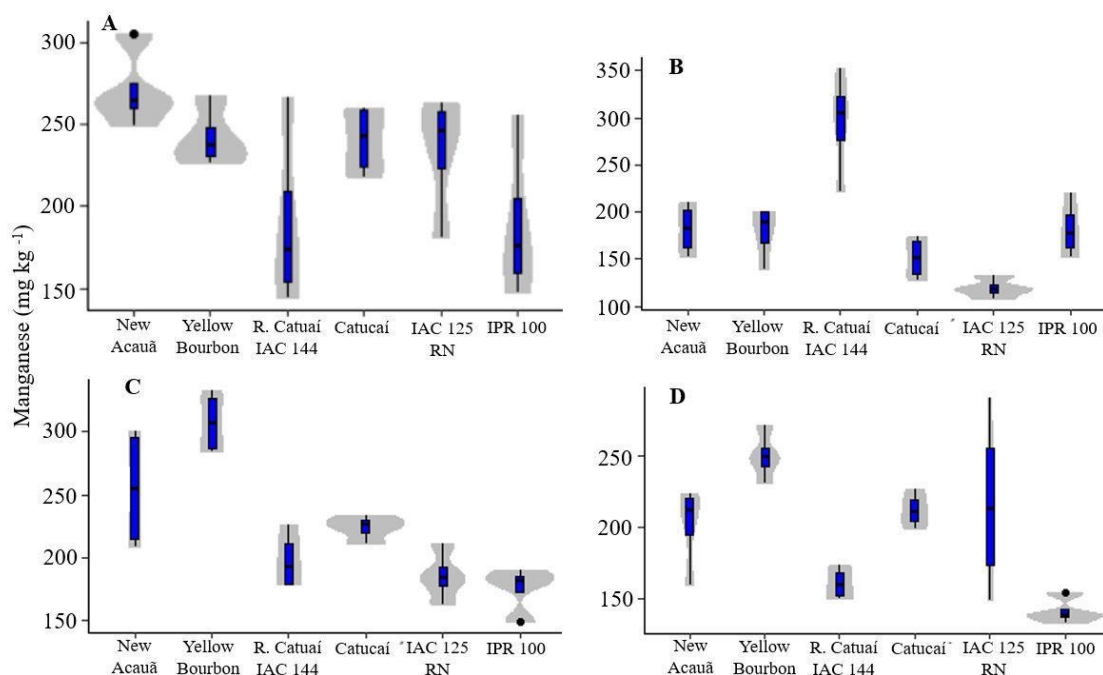 Manganese (mg kg -1)
A
300
250
200
150
New Acauã
Yellow Bourbon
R. Catuaí IAC 144
Catucaí
IAC 125 RN
IPR 100
B
350
300
250
200
150
100
New Acauã
Yellow Bourbon
R. Catuaí IAC 144
Catucaí
IAC 125 RN
IPR 100
C
300
250
200
150
New Acauã
Yellow Bourbon
R. Catuaí IAC 144
Catucaí
IAC 125 RN
IPR 100
D
250
200
150
New Acauã
Yellow Bourbon
R. Catuaí IAC 144
Catucaí
IAC 125 RN
IPR 100